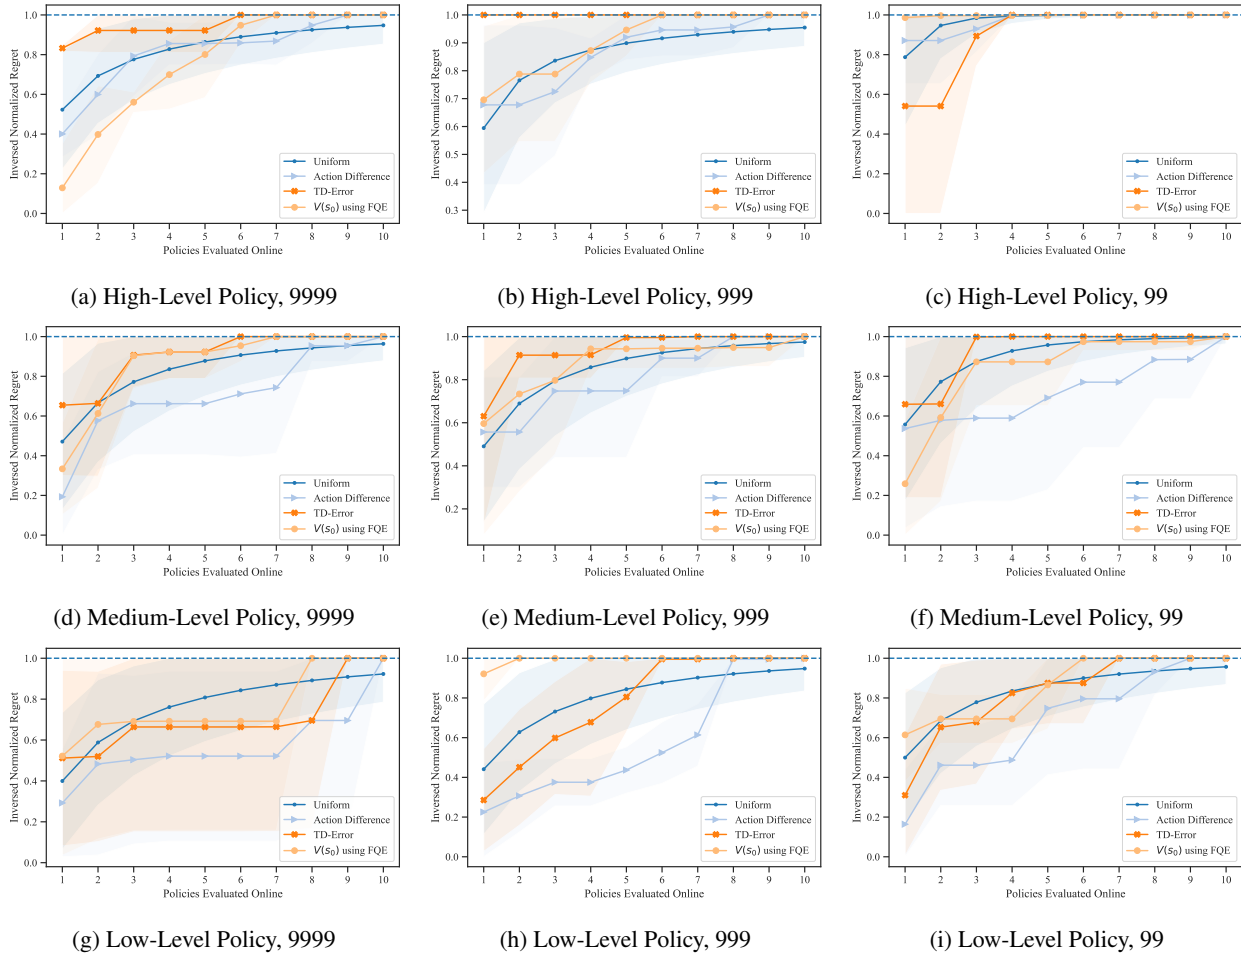 Inversed Normalized Regret
1.0
0.8
0.6
0.4
0.2
0.0
Uniform
Action Difference
TD-Error
V(s₀) using FQE
1 2 3 4 5 6 7 8 9 10
Policies Evaluated Online
(a) High-Level Policy, 9999
Inversed Normalized Regret
1.0
0.9
0.8
0.7
0.6
0.5
0.4
0.3
Uniform
Action Difference
TD-Error
V(s₀) using FQE
1 2 3 4 5 6 7 8 9 10
Policies Evaluated Online
(b) High-Level Policy, 999
Inversed Normalized Regret
1.0
0.8
0.6
0.4
0.2
0.0
Uniform
Action Difference
TD-Error
V(s₀) using FQE
1 2 3 4 5 6 7 8 9 10
Policies Evaluated Online
(c) High-Level Policy, 99
Inversed Normalized Regret
1.0
0.8
0.6
0.4
0.2
0.0
Uniform
Action Difference
TD-Error
V(s₀) using FQE
1 2 3 4 5 6 7 8 9 10
Policies Evaluated Online
(d) Medium-Level Policy, 9999
Inversed Normalized Regret
1.0
0.8
0.6
0.4
0.2
Uniform
Action Difference
TD-Error
V(s₀) using FQE
1 2 3 4 5 6 7 8 9 10
Policies Evaluated Online
(e) Medium-Level Policy, 999
Inversed Normalized Regret
1.0
0.8
0.6
0.4
0.2
0.0
Uniform
Action Difference
TD-Error
V(s₀) using FQE
1 2 3 4 5 6 7 8 9 10
Policies Evaluated Online
(f) Medium-Level Policy, 99
Inversed Normalized Regret
1.0
0.8
0.6
0.4
0.2
0.0
Uniform
Action Difference
TD-Error
V(s₀) using FQE
1 2 3 4 5 6 7 8 9 10
Policies Evaluated Online
(g) Low-Level Policy, 9999
Inversed Normalized Regret
1.0
0.8
0.6
0.4
0.2
0.0
Uniform
Action Difference
TD-Error
V(s₀) using FQE
1 2 3 4 5 6 7 8 9 10
Policies Evaluated Online
(h) Low-Level Policy, 999
Inversed Normalized Regret
1.0
0.8
0.6
0.4
0.2
0.0
Uniform
Action Difference
TD-Error
V(s₀) using FQE
1 2 3 4 5 6 7 8 9 10
Policies Evaluated Online
(i) Low-Level Policy, 99